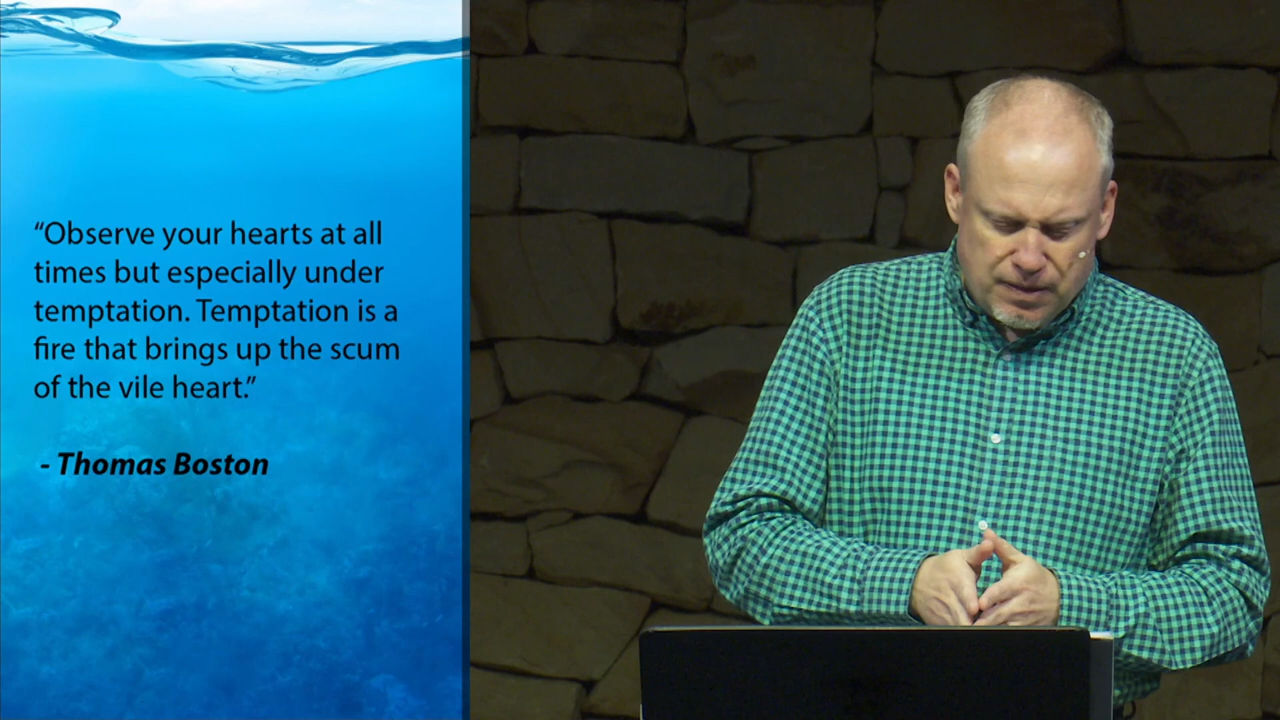 “Observe your hearts at all
times but especially under
temptation. Temptation is a
fire that brings up the scum
of the vile heart.”
- Thomas Boston